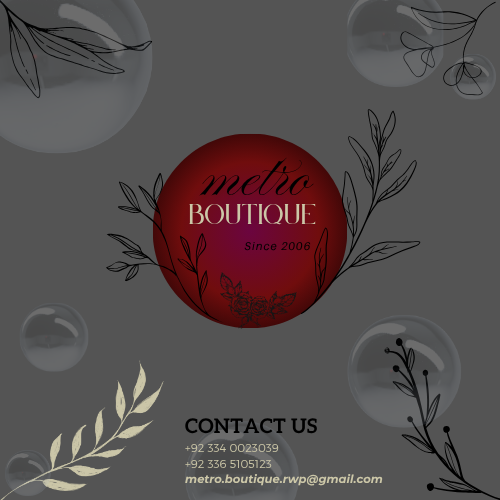 metro
BOUTIQUE
Since 2006
CONTACT US
+92 334 0023039
+92 336 5105123
metro.boutique.rwp@gmail.com